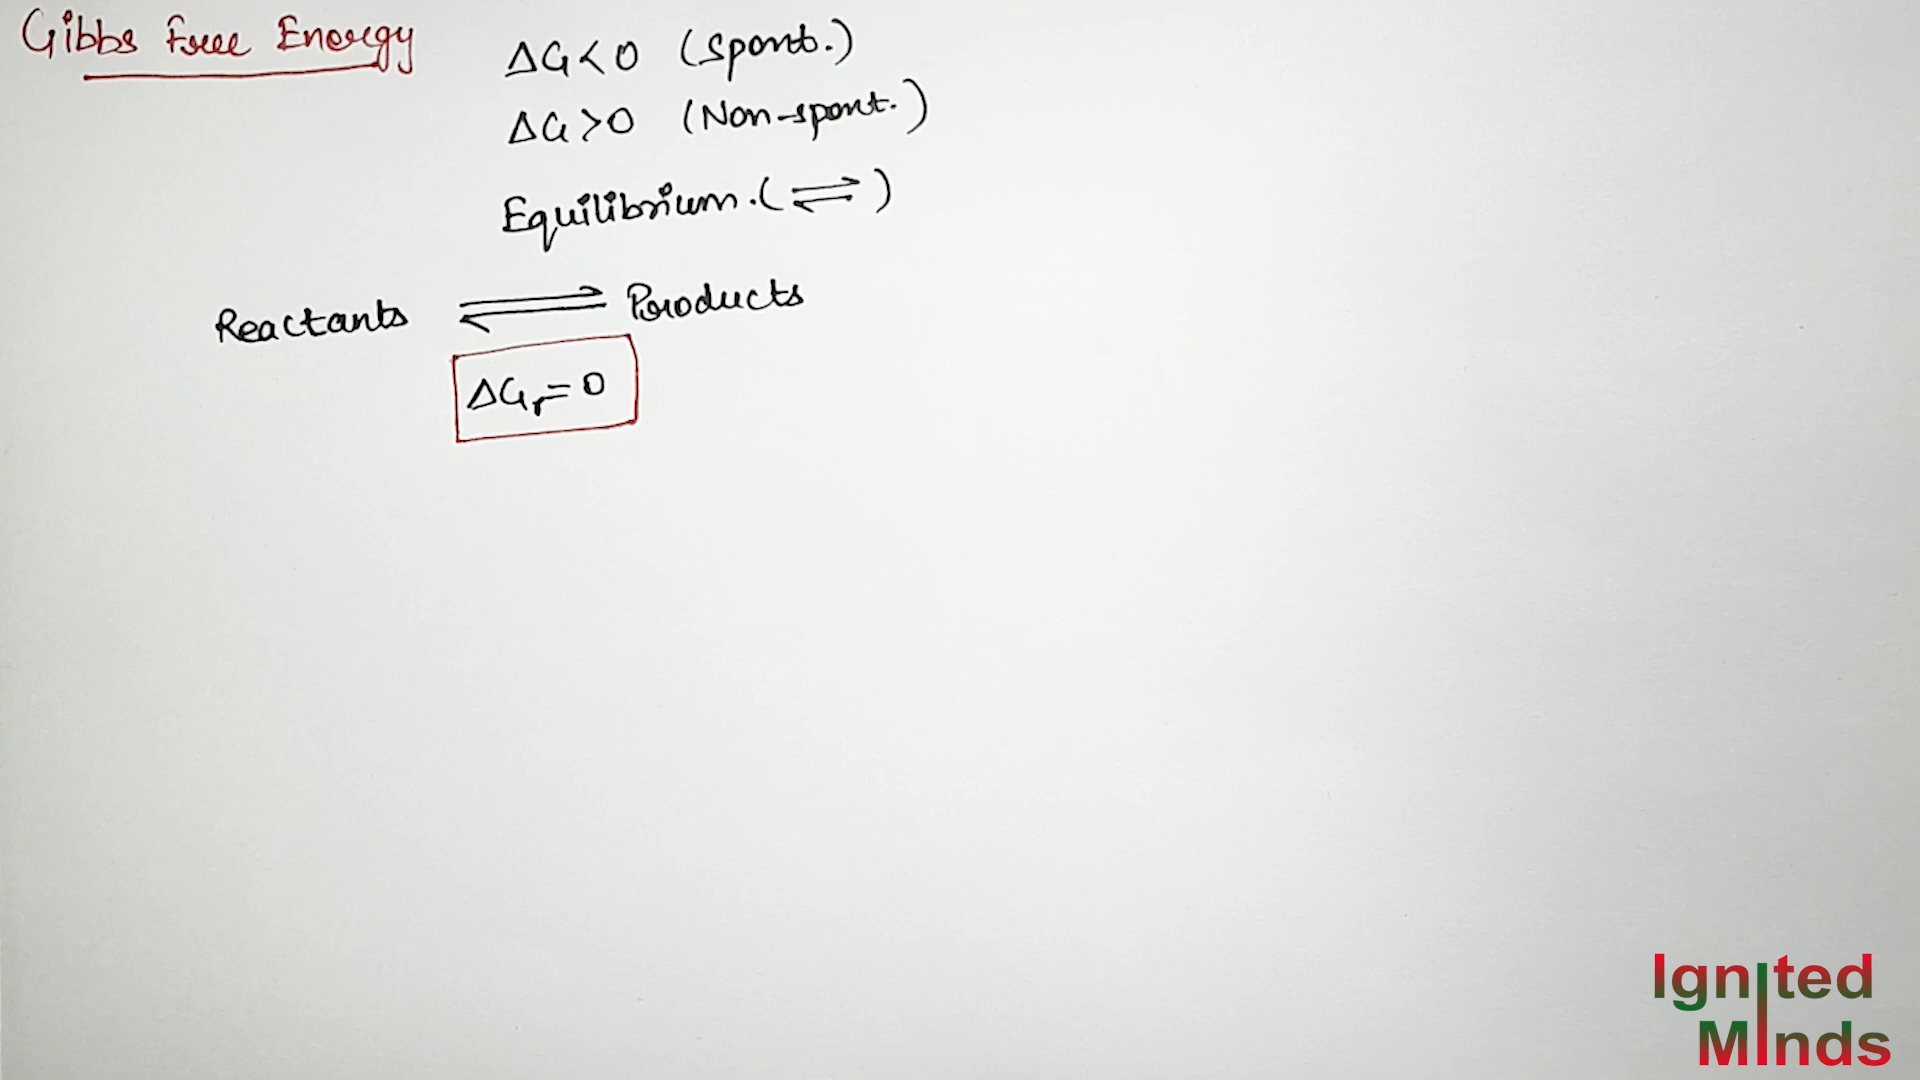 Gibbs Free Energy
ΔG < 0 (Spont.)
ΔG > 0 (Non-spont.)
Equilibrium. (⇌)
Reactants ⇌ Products
ΔGr = 0
Ignited
Minds